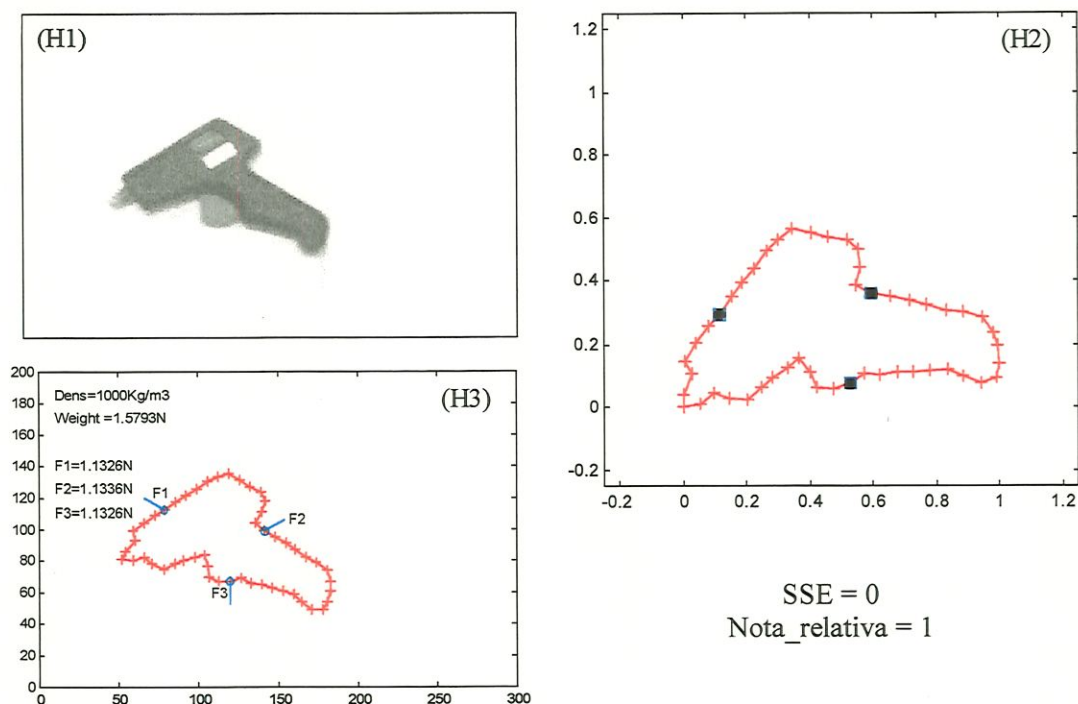 (H1)
(H2)
1.2
1
0.8
0.6
0.4
0.2
0
-0.2
-0.2
0
0.2
0.4
0.6
0.8
1
1.2
(H3)
200
180
160
140
120
100
80
60
40
20
0
0
50
100
150
200
250
300
Dens=1000Kg/m3
Weight =1.5793N
F1=1.1326N
F2=1.1336N
F3=1.1326N
F1
F2
F3
SSE = 0
Nota_relativa = 1